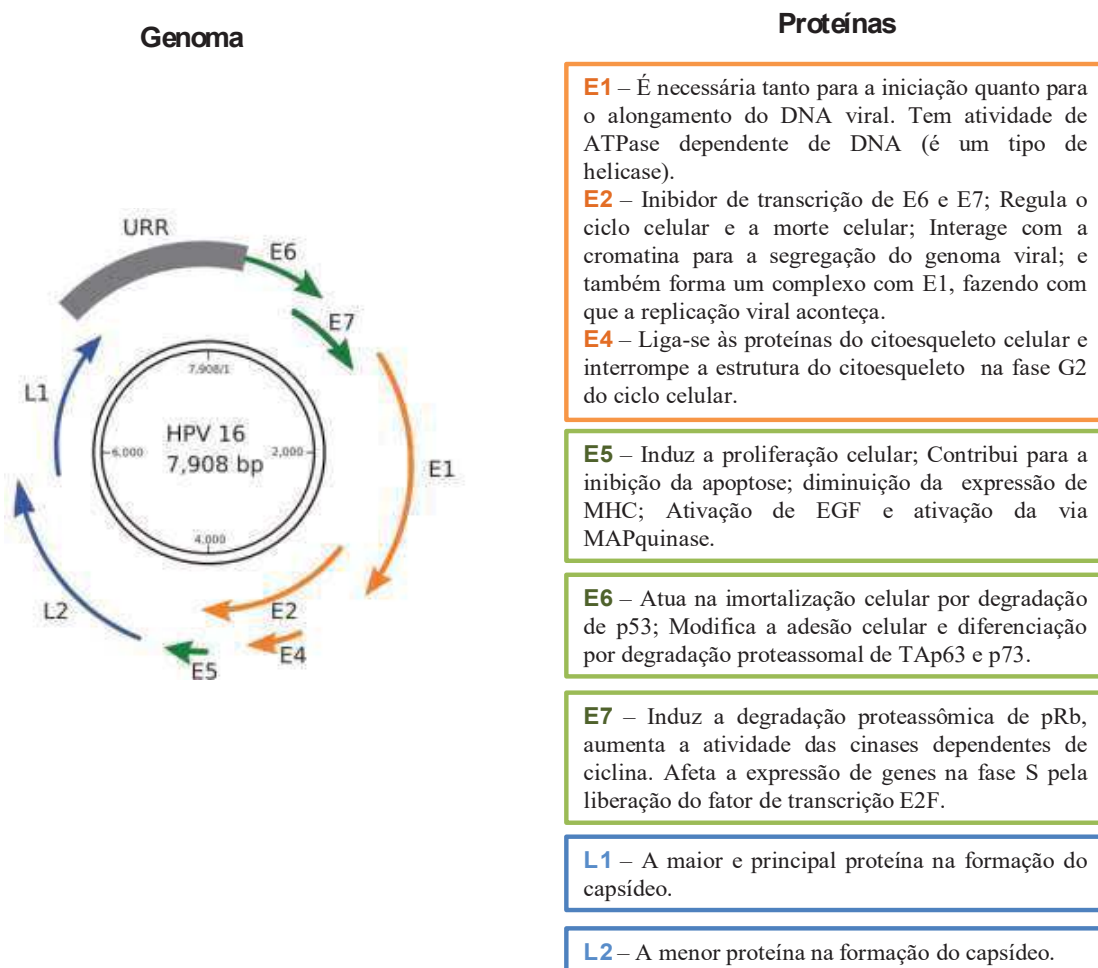 Genoma
URR
E6
E7
L1
7,908/1
HPV 16
7,908 bp
6,000
2,000
4,000
E1
L2
E2
E4
E5
Proteínas
E1 – É necessária tanto para a iniciação quanto para
o alongamento do DNA viral. Tem atividade de
ATPase dependente de DNA (é um tipo de
helicase).
E2 – Inibidor de transcrição de E6 e E7; Regula o
ciclo celular e a morte celular; Interage com a
cromatina para a segregação do genoma viral; e
também forma um complexo com E1, fazendo com
que a replicação viral aconteça.
E4 – Liga-se às proteínas do citoesqueleto celular e
interrompe a estrutura do citoesqueleto na fase G2
do ciclo celular.
E5 – Induz a proliferação celular; Contribui para a
inibição da apoptose; diminuição da expressão de
MHC; Ativação de EGF e ativação da via
MAPquinase.
E6 – Atua na imortalização celular por degradação
de p53; Modifica a adesão celular e diferenciação
por degradação proteassomal de TAp63 e p73.
E7 – Induz a degradação proteassômica de pRb,
aumenta a atividade das cinases dependentes de
ciclina. Afeta a expressão de genes na fase S pela
liberação do fator de transcrição E2F.
L1 – A maior e principal proteína na formação do
capsídeo.
L2 – A menor proteína na formação do capsídeo.